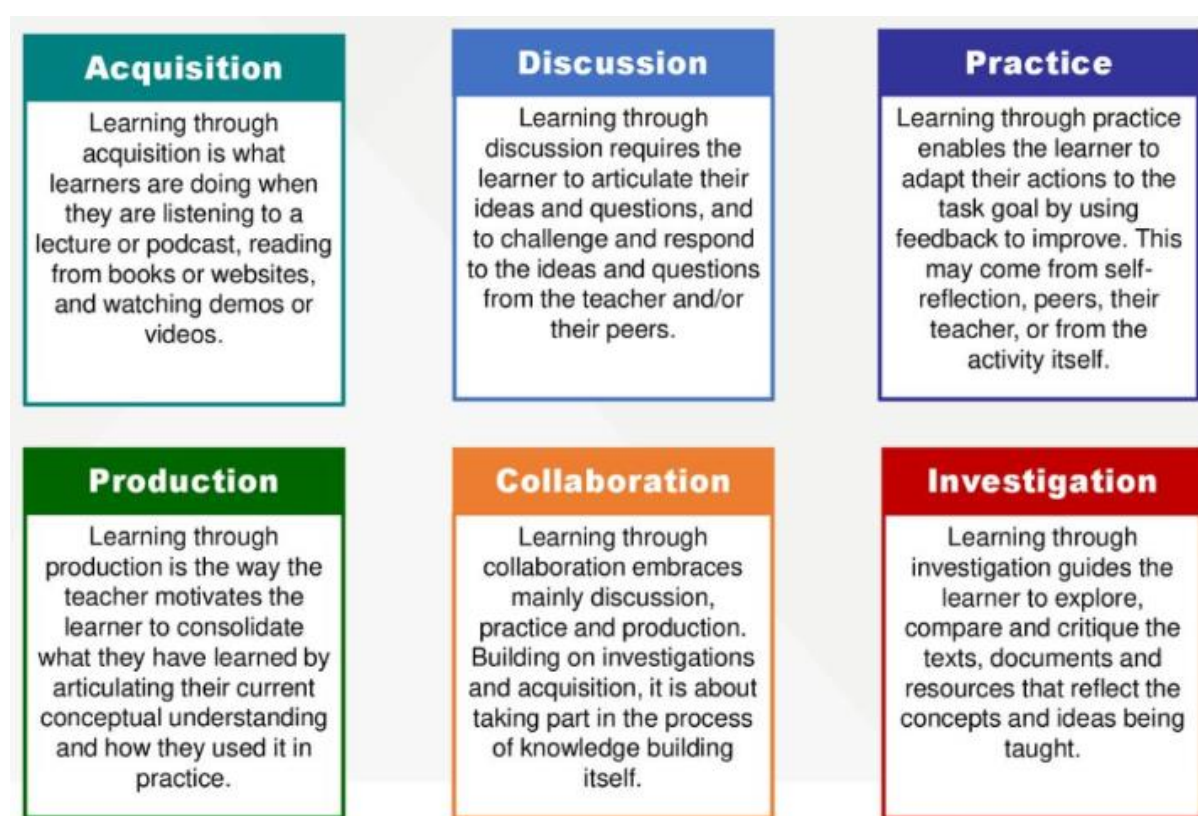 Acquisition
Learning through
acquisition is what
learners are doing when
they are listening to a
lecture or podcast, reading
from books or websites,
and watching demos or
videos.
Discussion
Learning through
discussion requires the
learner to articulate their
ideas and questions, and
to challenge and respond
to the ideas and questions
from the teacher and/or
their peers.
Practice
Learning through practice
enables the learner to
adapt their actions to the
task goal by using
feedback to improve. This
may come from self-
reflection, peers, their
teacher, or from the
activity itself.
Production
Learning through
production is the way the
teacher motivates the
learner to consolidate
what they have learned by
articulating their current
conceptual understanding
and how they used it in
practice.
Collaboration
Learning through
collaboration embraces
mainly discussion,
practice and production.
Building on investigations
and acquisition, it is about
taking part in the process
of knowledge building
itself.
Investigation
Learning through
investigation guides the
learner to explore,
compare and critique the
texts, documents and
resources that reflect the
concepts and ideas being
taught.